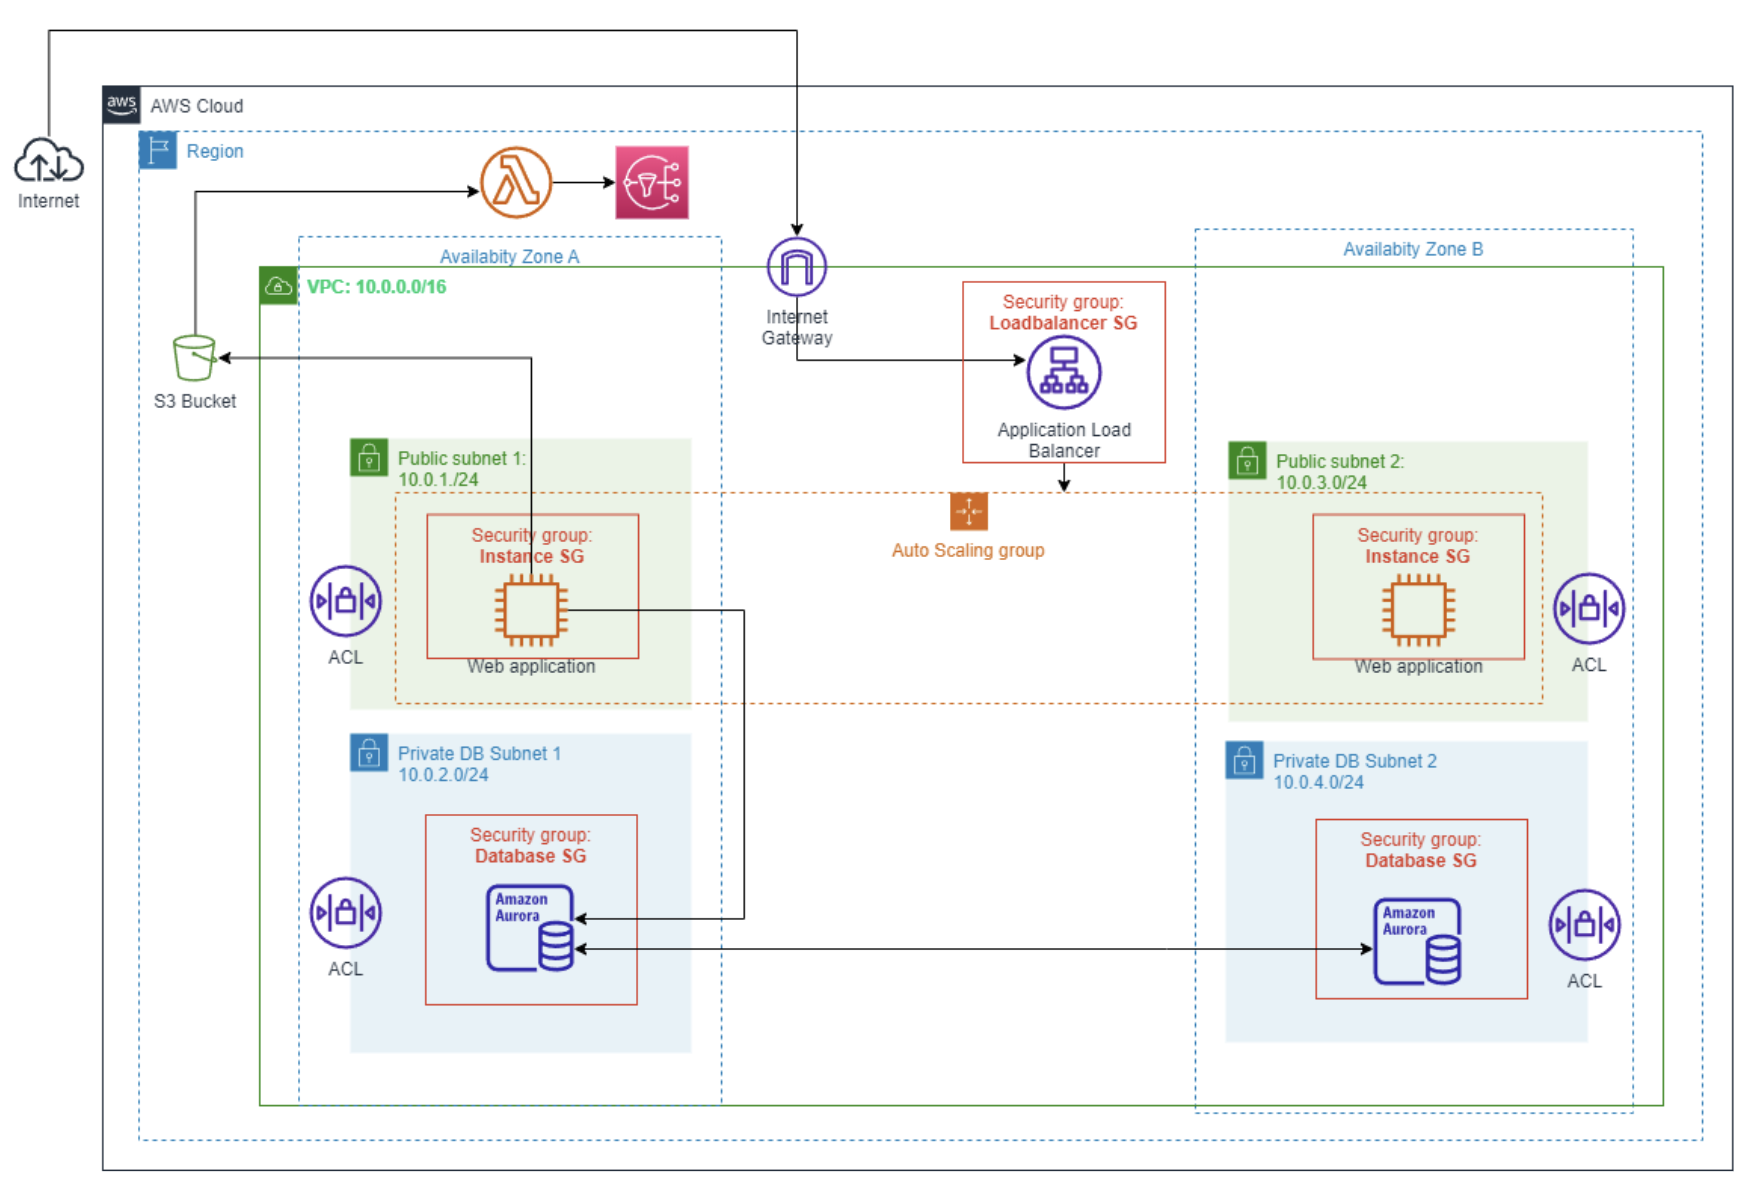 aws
AWS Cloud
Region
Internet
Availabity Zone A
Availabity Zone B
VPC: 10.0.0.0/16
Internet
Gateway
Security group:
Loadbalancer SG
S3 Bucket
Application Load
Balancer
Public subnet 1:
10.0.1./24
Public subnet 2:
10.0.3.0/24
Security group:
Instance SG
Auto Scaling group
Security group:
Instance SG
ACL
Web application
Web application
ACL
Private DB Subnet 1
10.0.2.0/24
Private DB Subnet 2
10.0.4.0/24
Security group:
Database SG
Security group:
Database SG
Amazon
Aurora
Amazon
Aurora
ACL
ACL